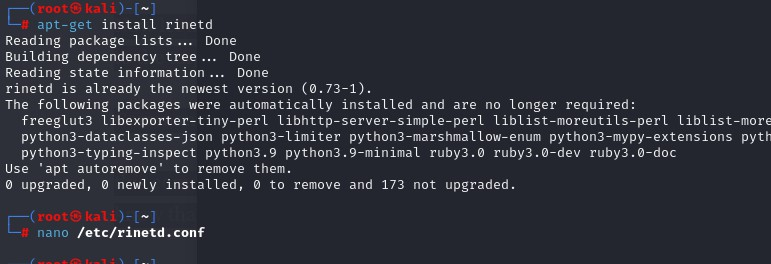 ┌──(root㉿kali)-[~]
└─# apt-get install rinetd
Reading package lists... Done
Building dependency tree... Done
Reading state information... Done
rinetd is already the newest version (0.73-1).
The following packages were automatically installed and are no longer required:
freeglut3 libexporter-tiny-perl libhttp-server-simple-perl liblist-moreutils-perl liblist-more
python3-dataclasses-json python3-limiter python3-marshmallow-enum python3-mypy-extensions pyth
python3-typing-inspect python3.9 python3.9-minimal ruby3.0 ruby3.0-dev ruby3.0-doc
Use 'apt autoremove' to remove them.
0 upgraded, 0 newly installed, 0 to remove and 173 not upgraded.
┌──(root㉿kali)-[~]
└─# nano /etc/rinetd.conf